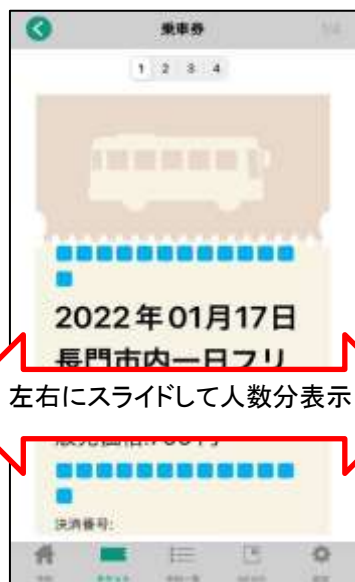 乗車券
1/4
1 2 3 4
2022年01月17日
長門市内一日フリ
左右にスライドして人数分表示
決済番号: